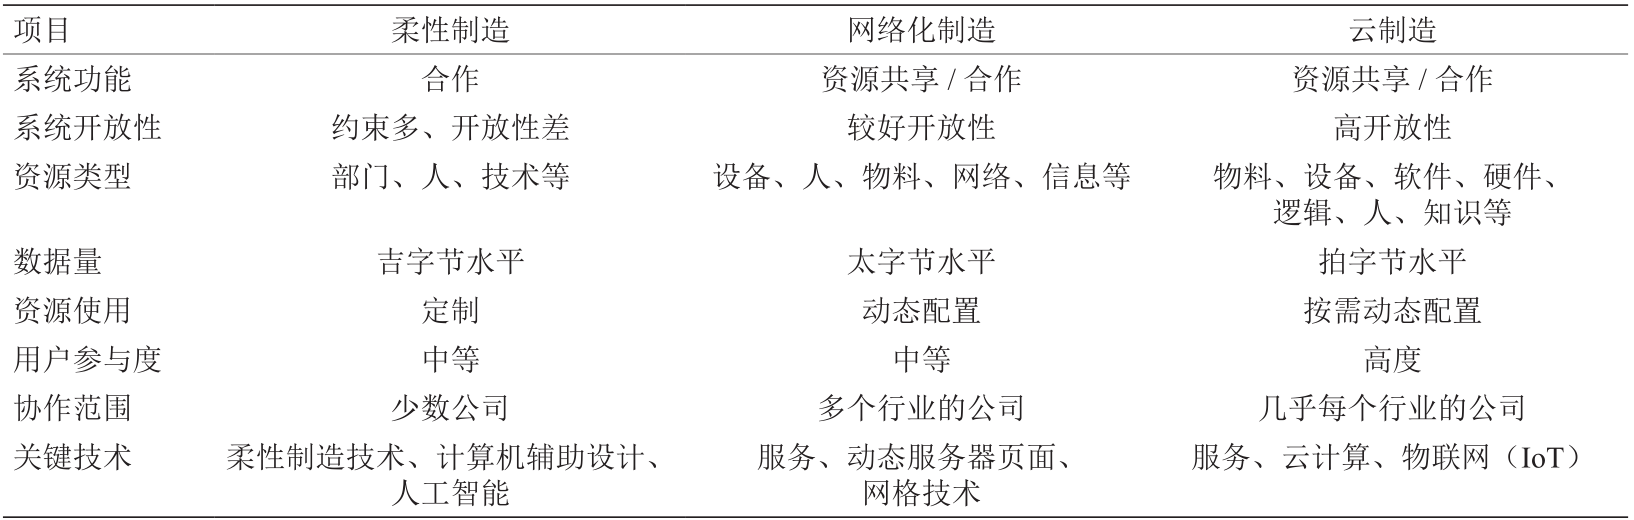 项目 柔性制造 网络化制造 云制造
系统功能 合作 资源共享 / 合作 资源共享 / 合作
系统开放性 约束多、开放性差 较好开放性 高开放性
资源类型 部门、人、技术等 设备、人、物料、网络、信息等 物料、设备、软件、硬件、
逻辑、人、知识等
数据量 吉字节水平 太字节水平 拍字节水平
资源使用 定制 动态配置 按需动态配置
用户参与度 中等 中等 高度
协作范围 少数公司 多个行业的公司 几乎每个行业的公司
关键技术 柔性制造技术、计算机辅助设计、 服务、动态服务器页面、 服务、云计算、物联网（IoT）
人工智能 网格技术